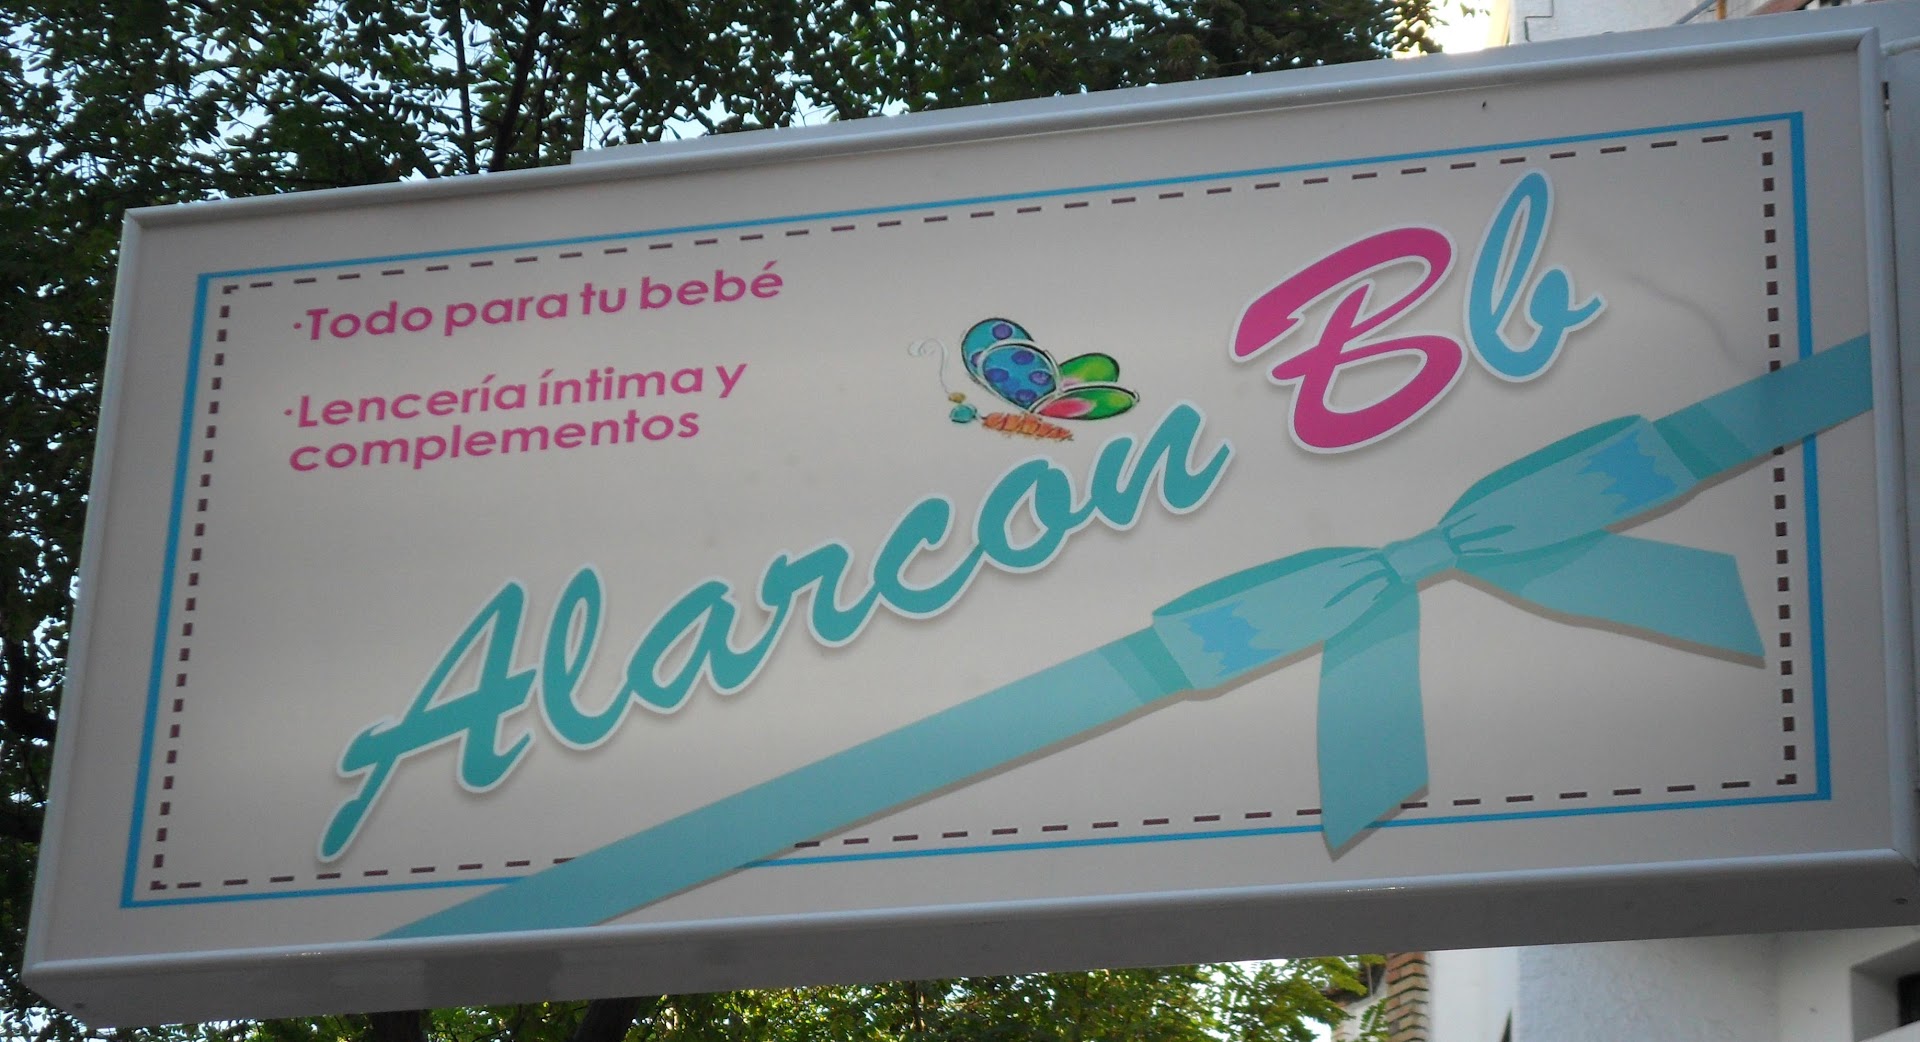 ·Todo para tu bebé
·Lencería íntima y
complementos
Alarcon Bb